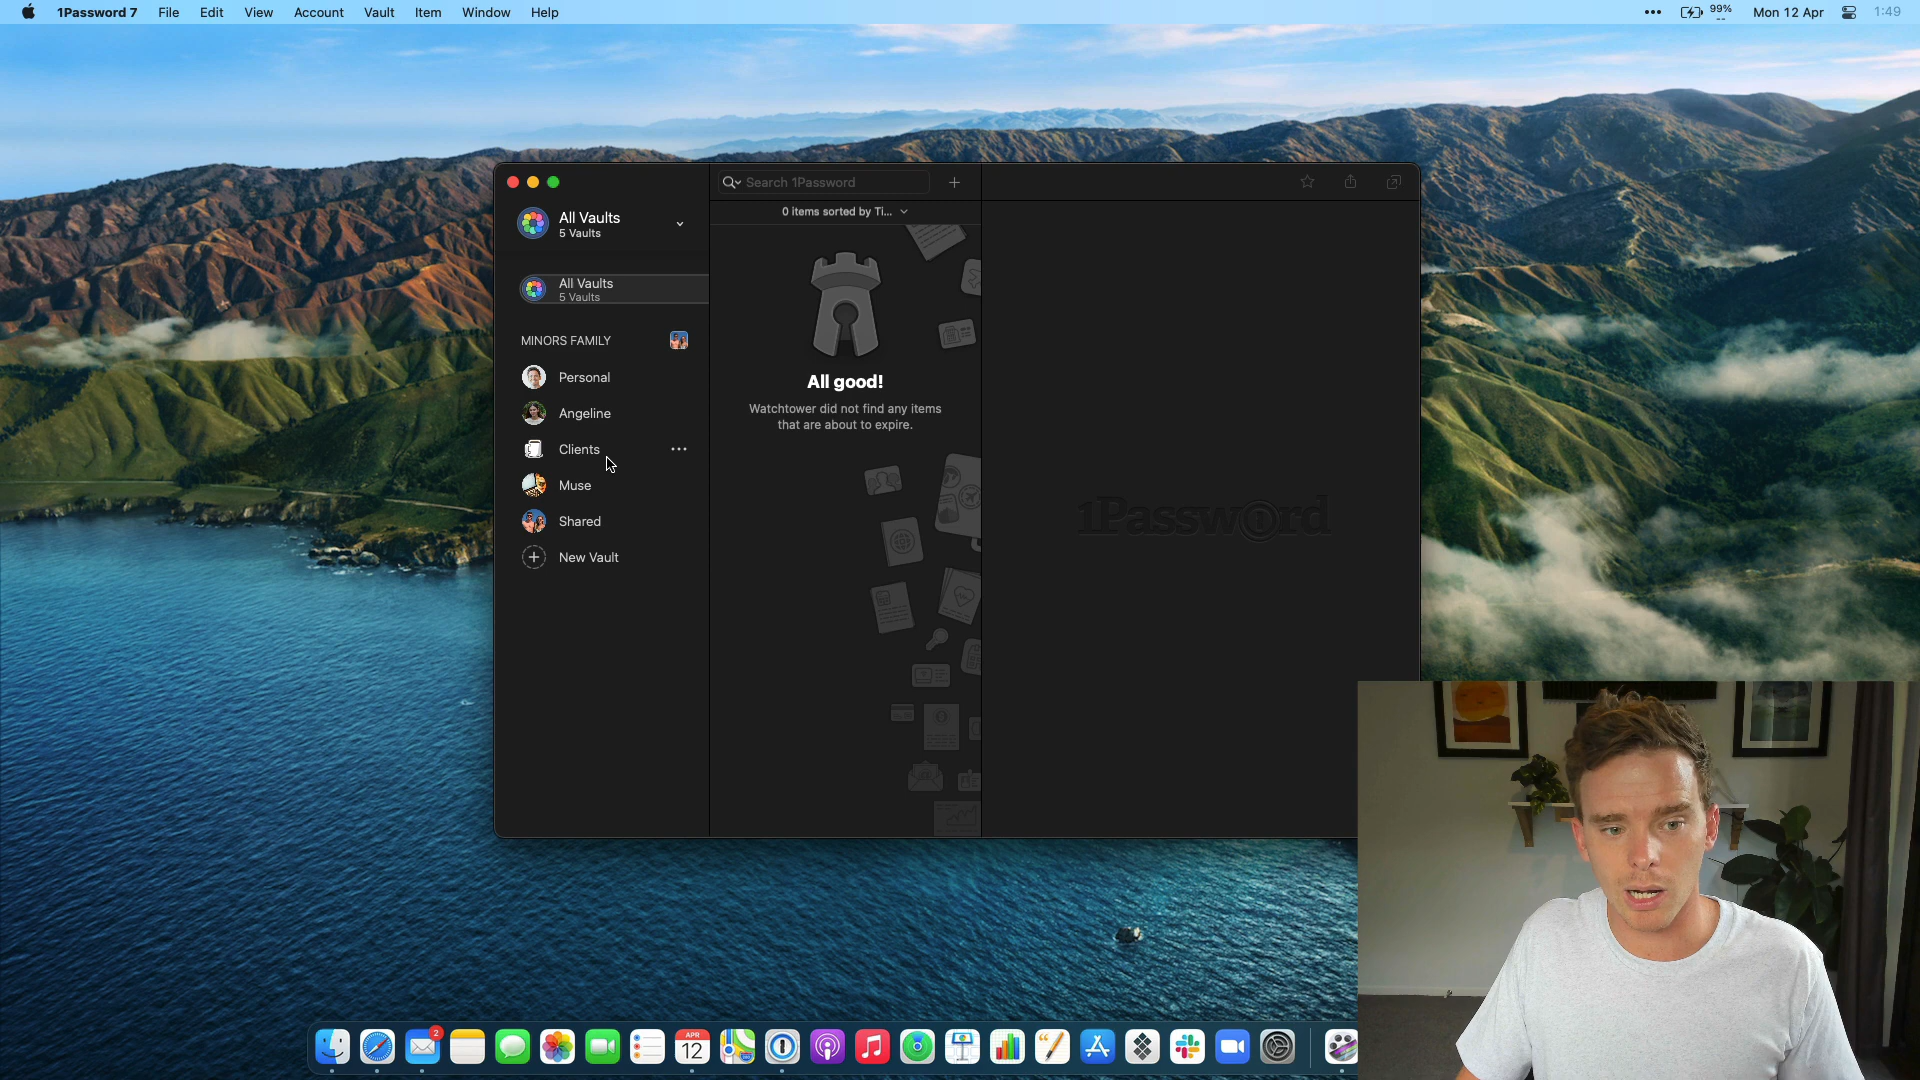 1Password 7 File Edit View Account Vault Item Window Help
99%
Mon 12 Apr
1:49
Search 1Password
All Vaults
5 Vaults
0 items sorted by Ti...
All Vaults
5 Vaults
MINORS FAMILY
Personal
Angeline
Clients
Muse
Shared
New Vault
All good!
Watchtower did not find any items
that are about to expire.
1Password
2
APR
12